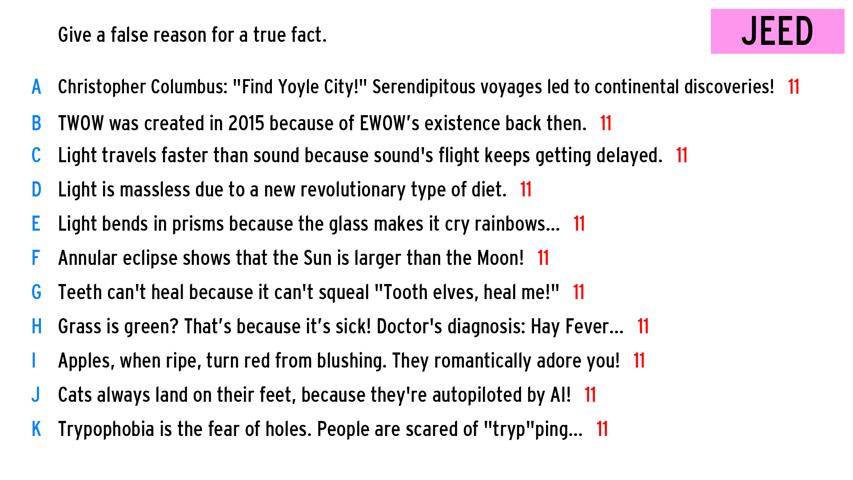 Give a false reason for a true fact.
JEED
A Christopher Columbus: "Find Yoyle City!" Serendipitous voyages led to continental discoveries! 11
B TWOW was created in 2015 because of EWOW’s existence back then. 11
C Light travels faster than sound because sound's flight keeps getting delayed. 11
D Light is massless due to a new revolutionary type of diet. 11
E Light bends in prisms because the glass makes it cry rainbows... 11
F Annular eclipse shows that the Sun is larger than the Moon! 11
G Teeth can't heal because it can't squeal "Tooth elves, heal me!" 11
H Grass is green? That’s because it’s sick! Doctor's diagnosis: Hay Fever... 11
I Apples, when ripe, turn red from blushing. They romantically adore you! 11
J Cats always land on their feet, because they're autopiloted by AI! 11
K Trypophobia is the fear of holes. People are scared of "tryp"ping... 11